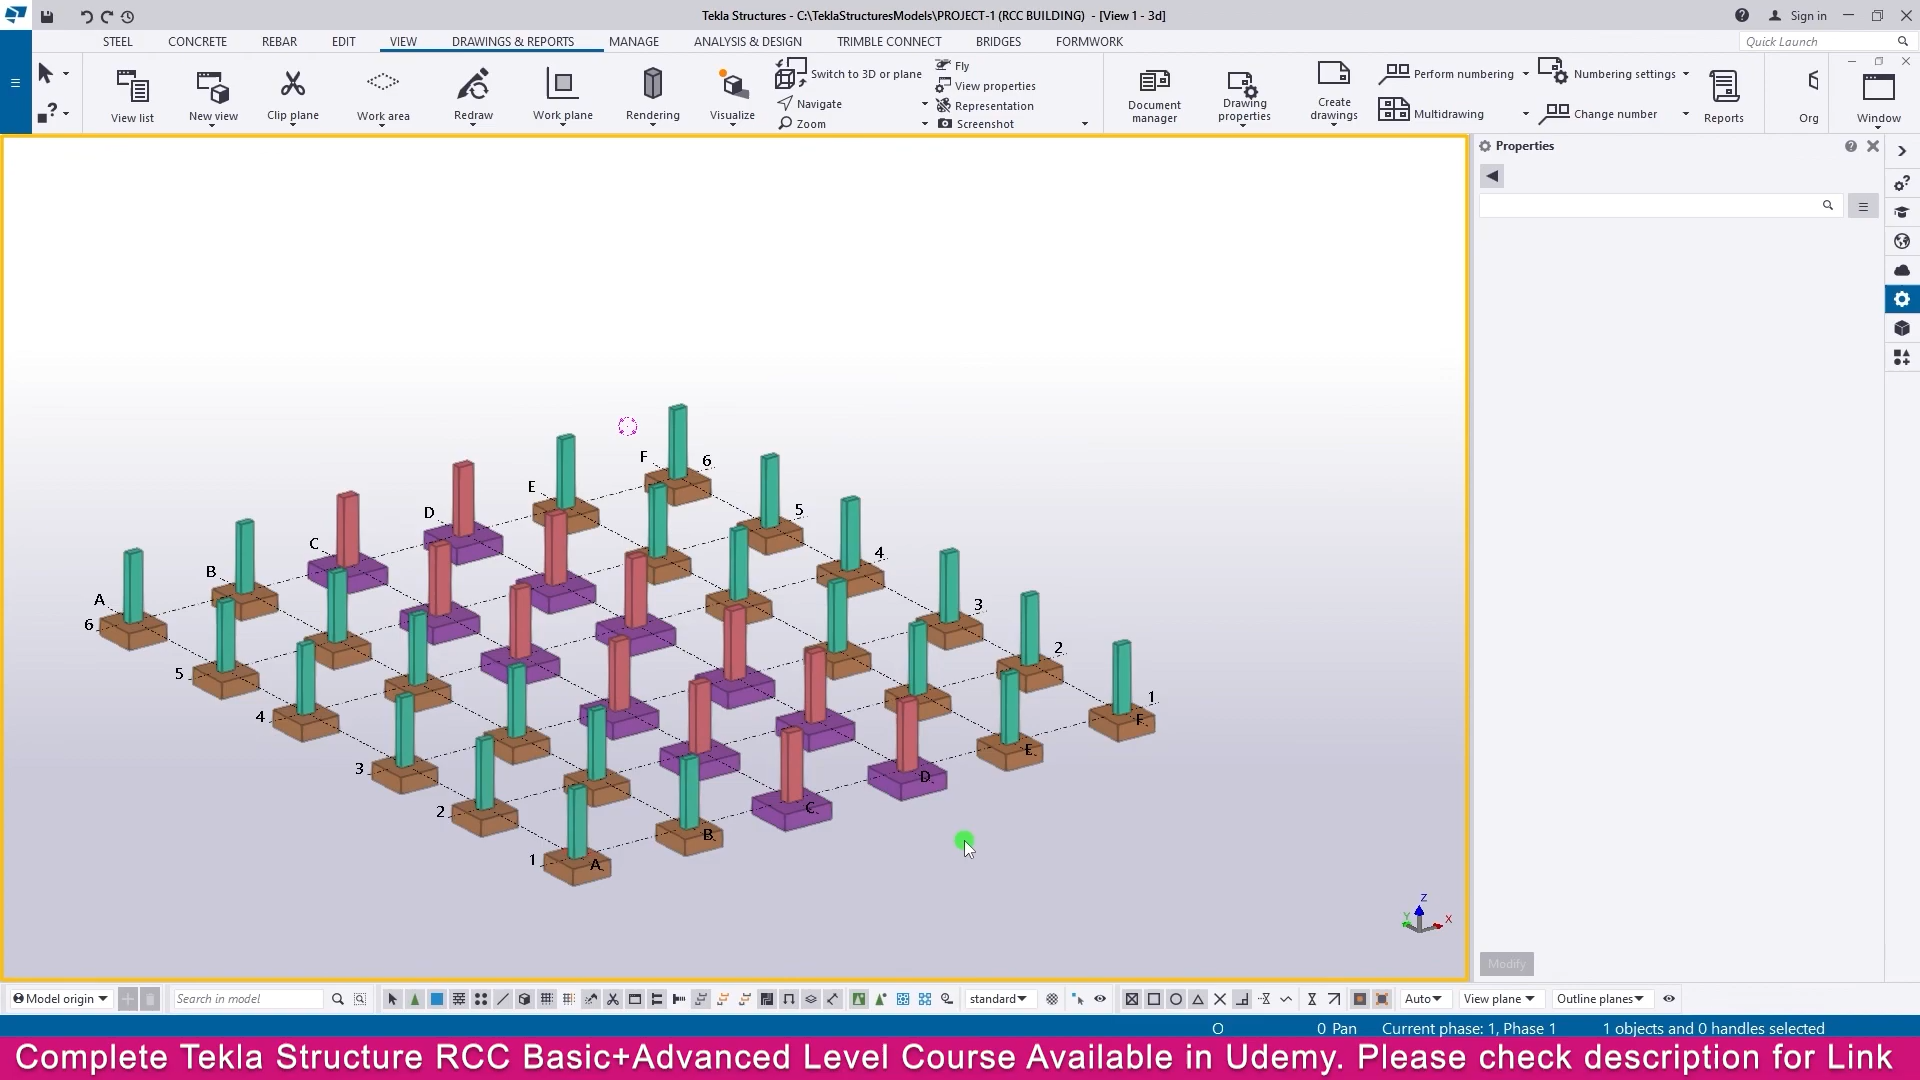 Tekla Structures - C:\TeklaStructuresModels\PROJECT-1 (RCC BUILDING) - [View 1 - 3d]
Sign in
STEEL CONCRETE REBAR EDIT VIEW DRAWINGS & REPORTS MANAGE ANALYSIS & DESIGN TRIMBLE CONNECT BRIDGES FORMWORK
Quick Launch
View list
New view
Clip plane
Work area
Redraw
Work plane
Rendering
Visualize
Switch to 3D or plane
Navigate
Zoom
Fly
View properties
Representation
Screenshot
Document
manager
Drawing
properties
Create
drawings
Perform numbering
Multidrawing
Numbering settings
Change number
Reports
Org
Window
Properties
F 6
E
D 5
C 4
B
A 3
6
2
5
1
4 F
E
3
D
2 C
B
1 A
Z
Y X
Modify
Model origin
Search in model
standard
Auto
View plane
Outline planes
O 0 Pan Current phase: 1, Phase 1 1 objects and 0 handles selected
Complete Tekla Structure RCC Basic+Advanced Level Course Available in Udemy. Please check description for Link